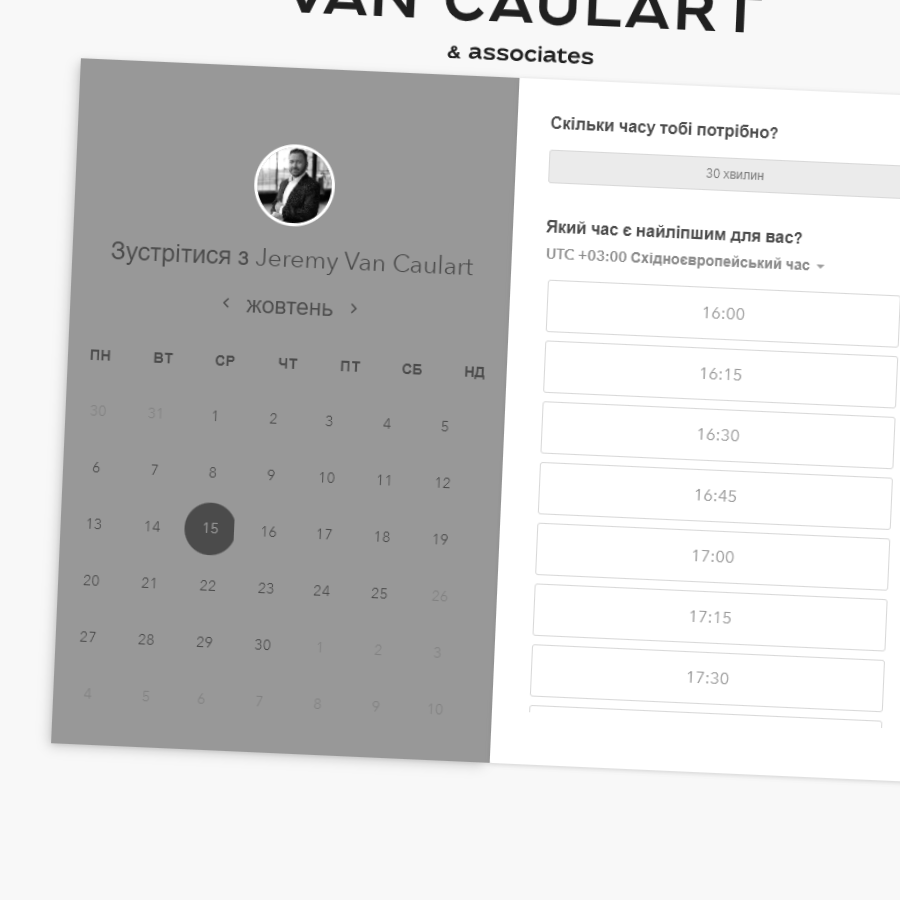 VAN CAULART
& associates
Зустрітися з Jeremy Van Caulart
жовтень
ПН ВТ СР ЧТ ПТ СБ НД
30 31 1 2 3 4 5
6 7 8 9 10 11 12
13 14 15 16 17 18 19
20 21 22 23 24 25 26
27 28 29 30 1 2 3
4 5 6 7 8 9 10
Скільки часу тобі потрібно?
30 хвилин
Який час є найліпшим для вас?
UTC +03:00 Східноєвропейський час
16:00
16:15
16:30
16:45
17:00
17:15
17:30